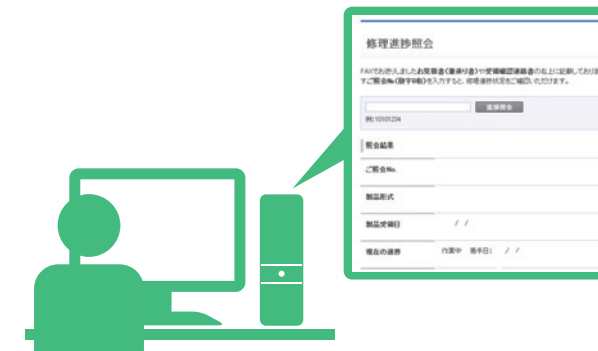 修理進捗照会
FAXでお送りしましたお見積書(兼承り書)や受領確認連絡書の右上に記載しておりま
すご照会No.(数字8桁)を入力すると、修理進捗状況をご確認いただけます。
進捗照会
例)10101234
照会結果
ご照会No.
製品形式
製品受領日 / /
現在の進捗 作業中 着手日: / /